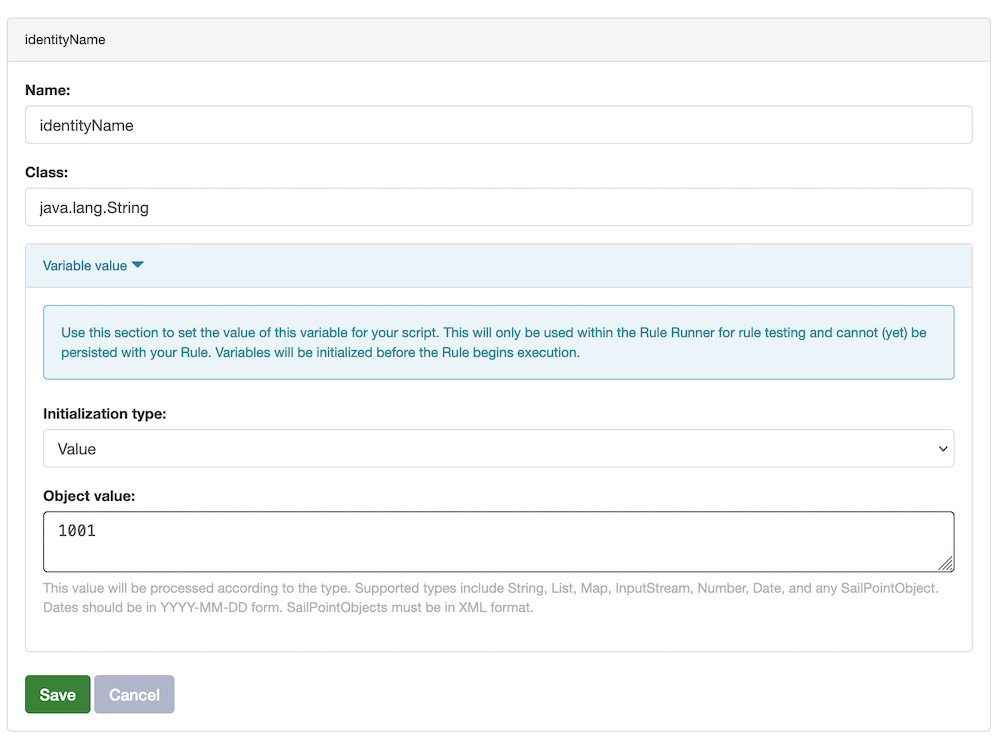 identityName
Name:
identityName
Class:
java.lang.String
Variable value
Use this section to set the value of this variable for your script. This will only be used within the Rule Runner for rule testing and cannot (yet) be
persisted with your Rule. Variables will be initialized before the Rule begins execution.
Initialization type:
Value
Object value:
1001
This value will be processed according to the type. Supported types include String, List, Map, InputStream, Number, Date, and any SailPointObject.
Dates should be in YYYY-MM-DD form. SailPointObjects must be in XML format.
Save Cancel